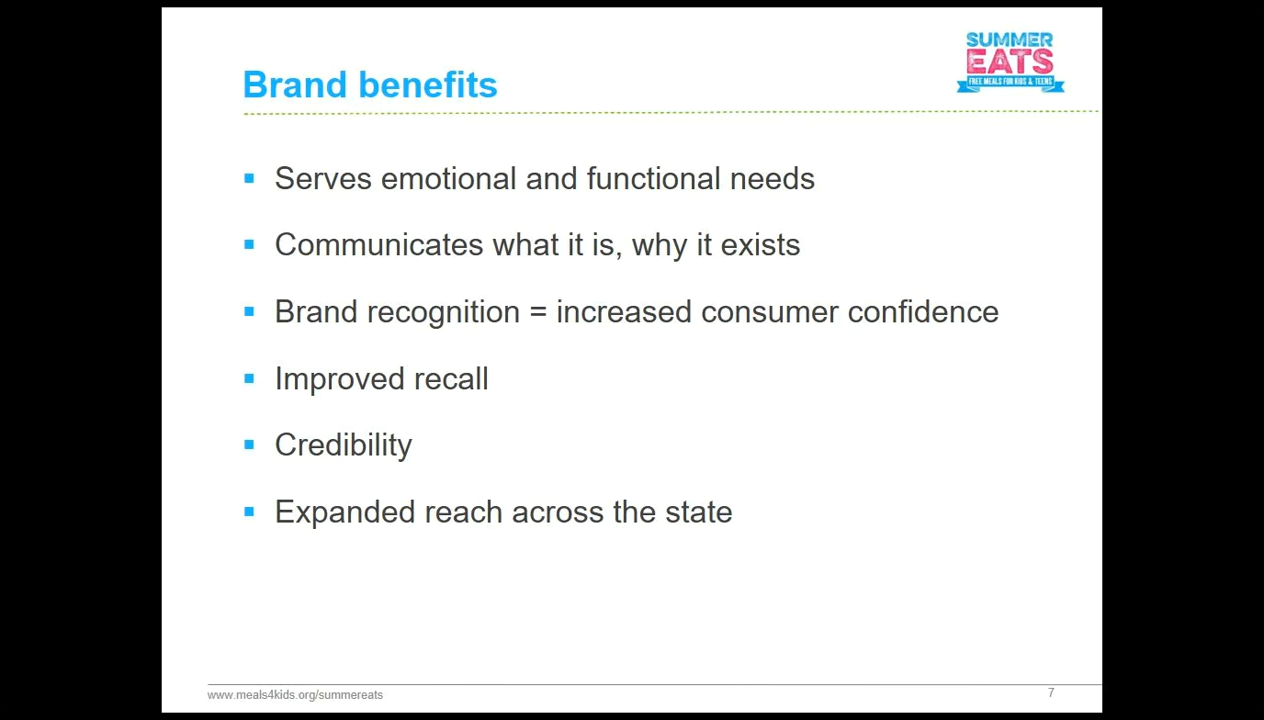 SUMMER
EATS
FREE MEALS FOR KIDS & TEENS
Brand benefits
Serves emotional and functional needs
Communicates what it is, why it exists
Brand recognition = increased consumer confidence
Improved recall
Credibility
Expanded reach across the state
www.meals4kids.org/summereats
7